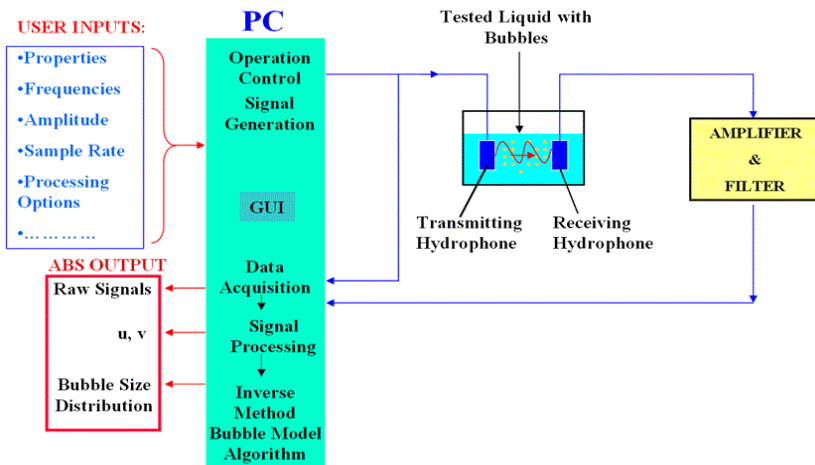 USER INPUTS:
•Properties
•Frequencies
•Amplitude
•Sample Rate
•Processing
Options
•… … … …
PC
Operation
Control
Signal
Generation
GUI
Data
Acquisition
Signal
Processing
Inverse
Method
Bubble Model
Algorithm
ABS OUTPUT
Raw Signals
u, v
Bubble Size
Distribution
Tested Liquid with
Bubbles
Transmitting
Hydrophone
Receiving
Hydrophone
AMPLIFIER
&
FILTER